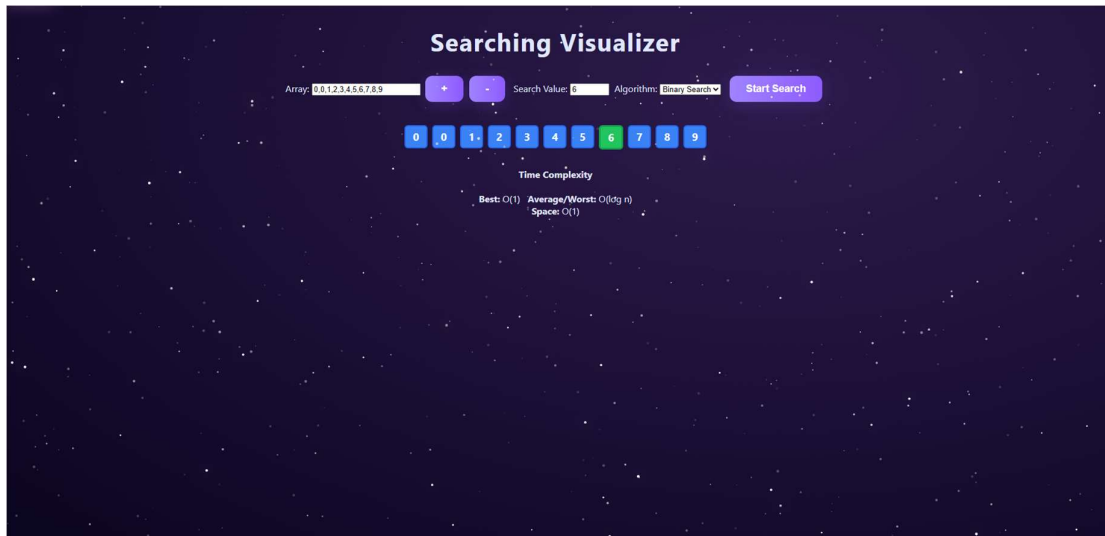 Searching Visualizer
Array: 0,0,1,2,3,4,5,6,7,8,9 + - Search Value: 6 Algorithm: Binary Search Start Search
0 0 1 2 3 4 5 6 7 8 9
Time Complexity
Best: O(1) Average/Worst: O(log n)
Space: O(1)